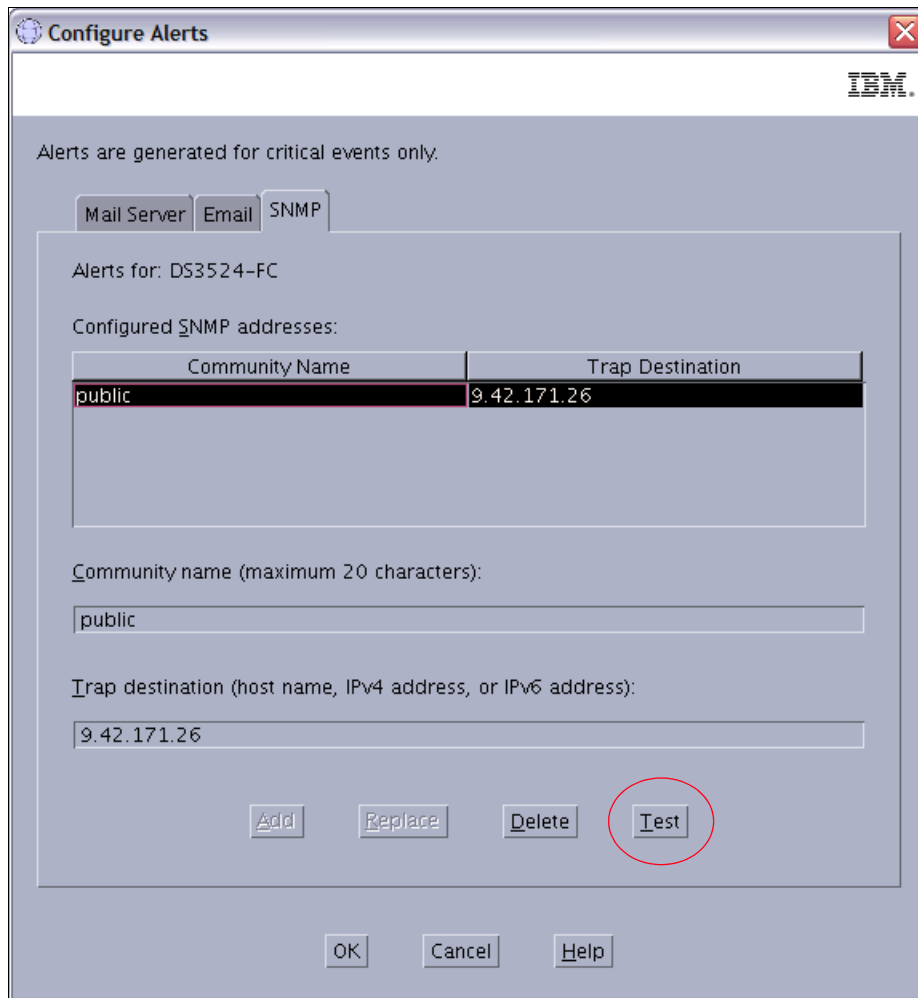 Configure Alerts
IBM.
Alerts are generated for critical events only.
Mail Server Email SNMP
Alerts for: DS3524-FC
Configured SNMP addresses:
Community Name Trap Destination
public 9.42.171.26
Community name (maximum 20 characters):
public
Trap destination (host name, IPv4 address, or IPv6 address):
9.42.171.26
Add Replace Delete Test
OK Cancel Help